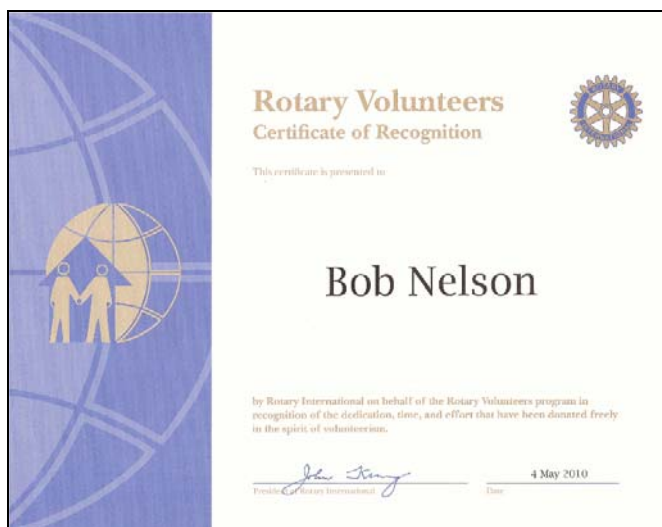 Rotary Volunteers
Certificate of Recognition
This certificate is presented to
Bob Nelson
by Rotary International on behalf of the Rotary Volunteers program in
recognition of the dedication, time, and effort that have been donated freely
in the spirit of volunteerism.
John
4 May 2010
President of Rotary International
Date